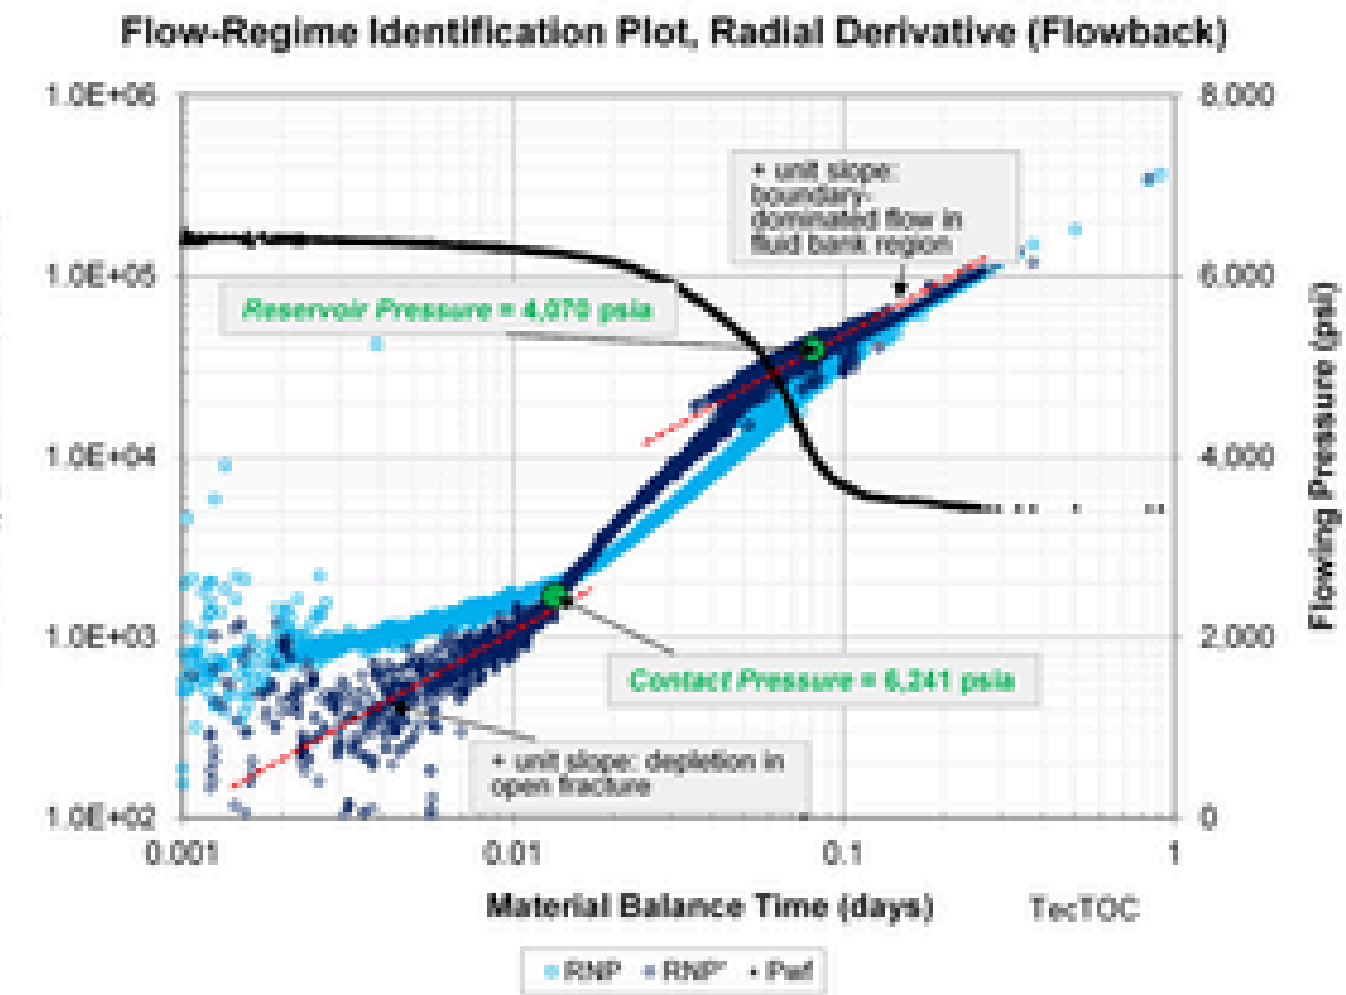 Flow-Regime Identification Plot, Radial Derivative (Flowback)
1.0E+06
8,000
+ unit slope:
boundary-
dominated flow in
fluid bank region
1.0E+05
6,000
Reservoir Pressure = 4,070 psia
1.0E+04
4,000
Flowing Pressure (psi)
1.0E+03
2,000
Contact Pressure = 6,241 psia
+ unit slope: depletion in
open fracture
1.0E+02
0
0.001
0.01
0.1
1
Material Balance Time (days)
TecTOC
RNP
RNP'
Pwf